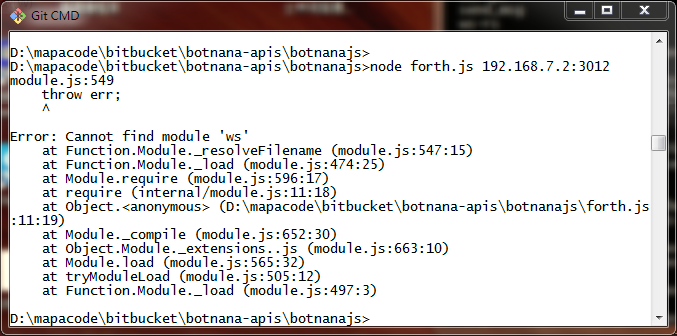 Git CMD
D:\mapacode\bitbucket\botnana-apis\botnanajs>
D:\mapacode\bitbucket\botnana-apis\botnanajs>node forth.js 192.168.7.2:3012
module.js:549
    throw err;
    ^
Error: Cannot find module 'ws'
    at Function.Module._resolveFilename (module.js:547:15)
    at Function.Module._load (module.js:474:25)
    at Module.require (module.js:596:17)
    at require (internal/module.js:11:18)
    at Object.<anonymous> (D:\mapacode\bitbucket\botnana-apis\botnanajs\forth.js
:11:19)
    at Module._compile (module.js:652:30)
    at Object.Module._extensions..js (module.js:663:10)
    at Module.load (module.js:565:32)
    at tryModuleLoad (module.js:505:12)
    at Function.Module._load (module.js:497:3)
D:\mapacode\bitbucket\botnana-apis\botnanajs>